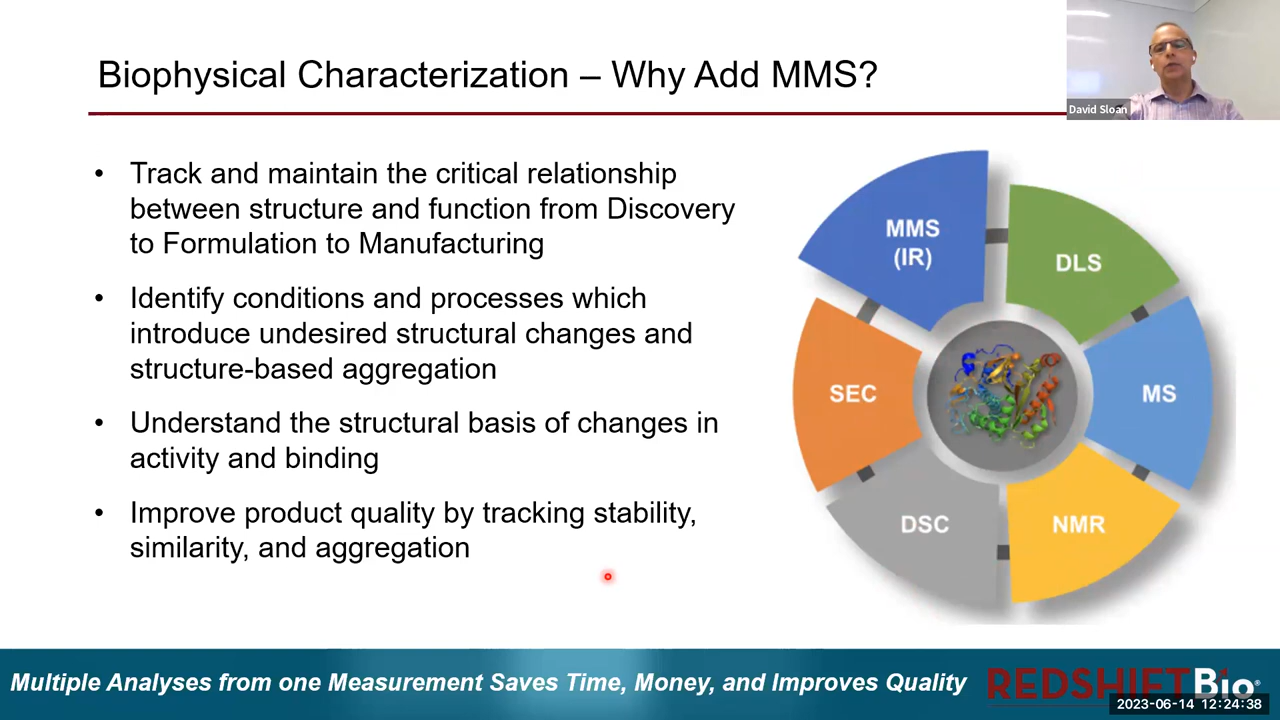 Biophysical Characterization – Why Add MMS?
David Sloan
• Track and maintain the critical relationship
between structure and function from Discovery
to Formulation to Manufacturing
• Identify conditions and processes which
introduce undesired structural changes and
structure-based aggregation
• Understand the structural basis of changes in
activity and binding
• Improve product quality by tracking stability,
similarity, and aggregation
MMS
(IR)
DLS
SEC
MS
DSC
NMR
Multiple Analyses from one Measurement Saves Time, Money, and Improves Quality
REDSHIFTBio®
2023-06-14 12:24:38